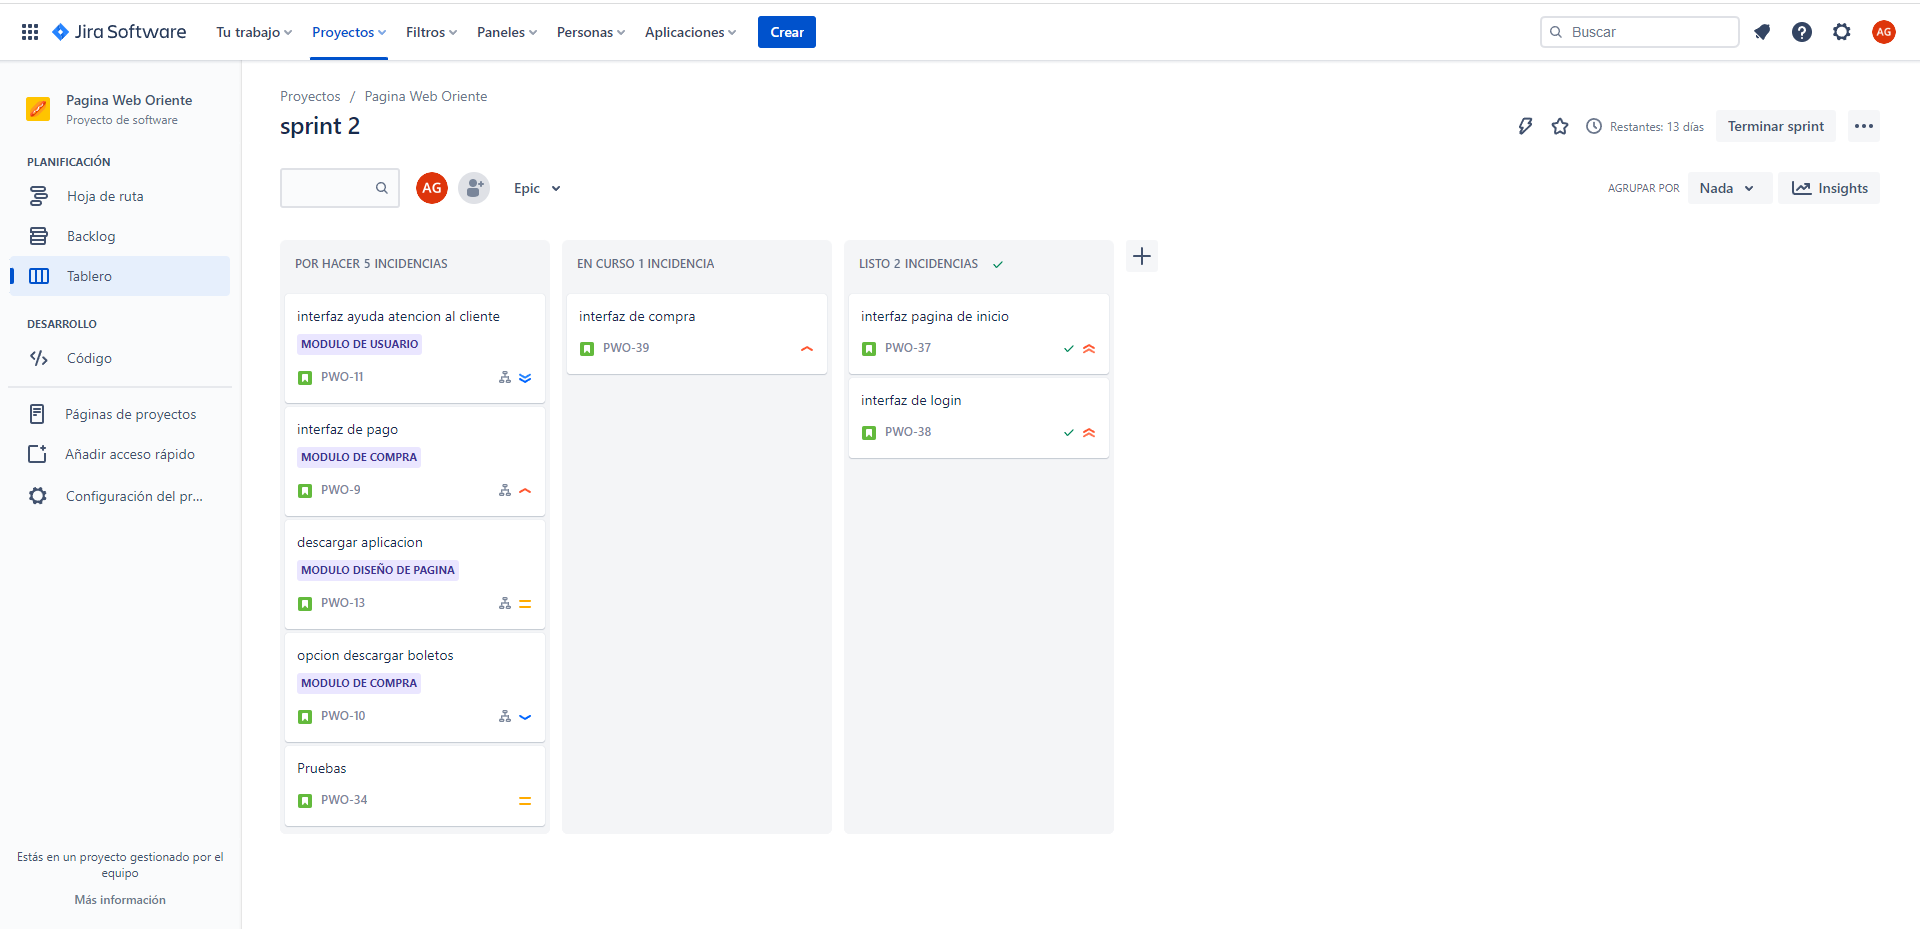 Jira Software
Tu trabajo
Proyectos
Filtros
Paneles
Personas
Aplicaciones
Crear
Buscar
AG
Pagina Web Oriente
Proyecto de software
PLANIFICACIÓN
Hoja de ruta
Backlog
Tablero
DESARROLLO
Código
Páginas de proyectos
Añadir acceso rápido
Configuración del pr...
Estás en un proyecto gestionado por el
equipo
Más información
Proyectos / Pagina Web Oriente
sprint 2
Restantes: 13 días
Terminar sprint
AG
Epic
AGRUPAR POR
Nada
Insights
POR HACER 5 INCIDENCIAS
interfaz ayuda atencion al cliente
MODULO DE USUARIO
PWO-11
interfaz de pago
MODULO DE COMPRA
PWO-9
descargar aplicacion
MODULO DISEÑO DE PAGINA
PWO-13
opcion descargar boletos
MODULO DE COMPRA
PWO-10
Pruebas
PWO-34
EN CURSO 1 INCIDENCIA
interfaz de compra
PWO-39
LISTO 2 INCIDENCIAS
interfaz pagina de inicio
PWO-37
interfaz de login
PWO-38